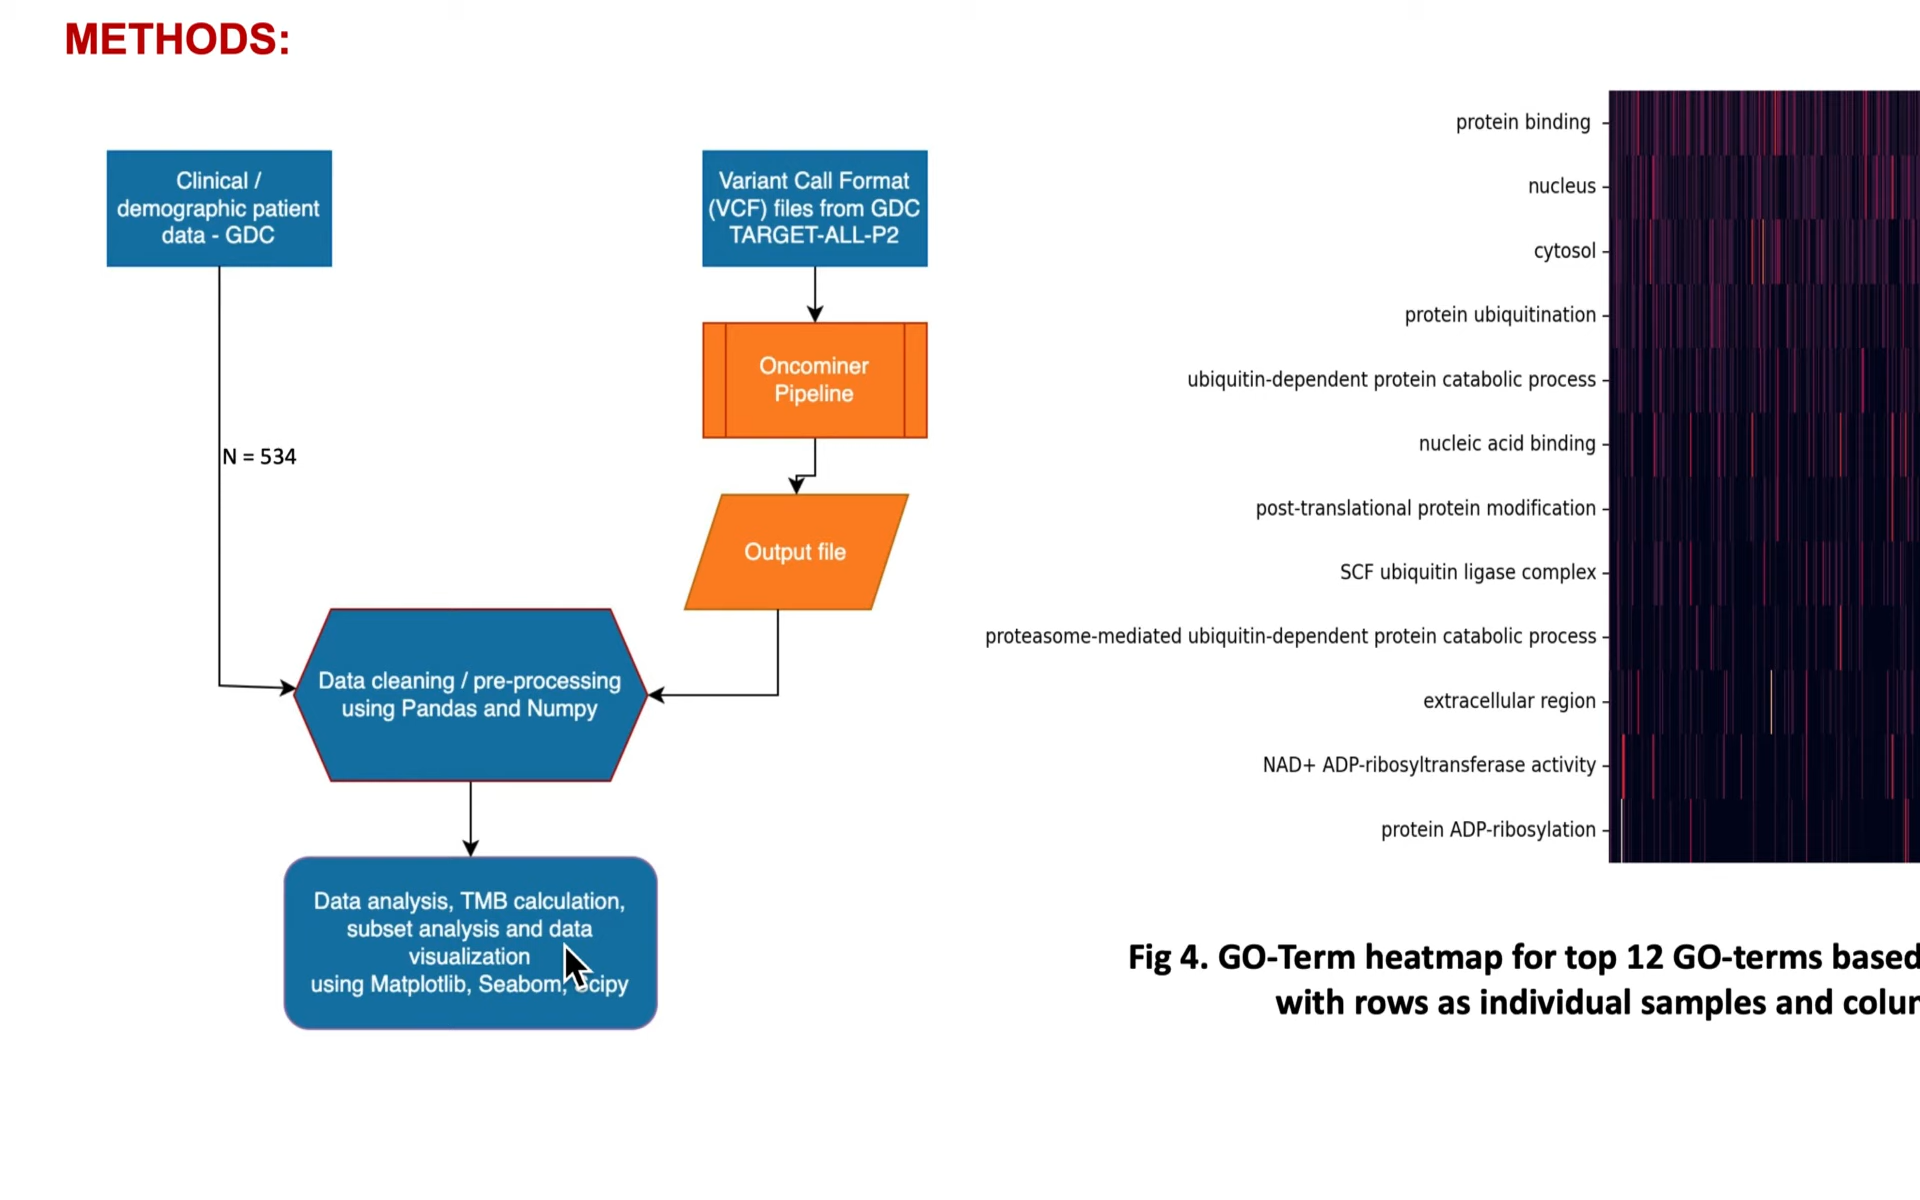 METHODS:
Clinical /
demographic patient
data - GDC
Variant Call Format
(VCF) files from GDC
TARGET-ALL-P2
Oncominer
Pipeline
N = 534
Output file
Data cleaning / pre-processing
using Pandas and Numpy
Data analysis, TMB calculation,
subset analysis and data
visualization
using Matplotlib, Seaborn, Scipy
protein binding
nucleus
cytosol
protein ubiquitination
ubiquitin-dependent protein catabolic process
nucleic acid binding
post-translational protein modification
SCF ubiquitin ligase complex
proteasome-mediated ubiquitin-dependent protein catabolic process
extracellular region
NAD+ ADP-ribosyltransferase activity
protein ADP-ribosylation
Fig 4. GO-Term heatmap for top 12 GO-terms based
with rows as individual samples and colu